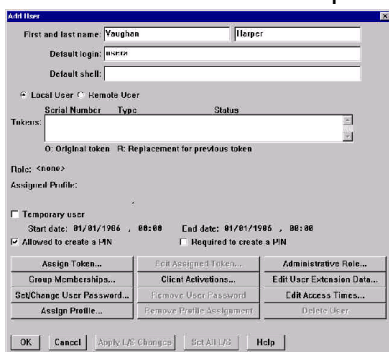 Add User
First and last name: Vaughan Harper
Default login: usera
Default shell:
Local User Remote User
Serial Number Type Status
Tokens:
O: Original token R: Replacement for previous token
Role: <none>
Assigned Profile:
Temporary user
Start date: 01/01/1986 , 00:00 End date: 01/01/1986 , 00:00
Allowed to create a PIN Required to create a PIN
Assign Token... Edit Assigned Token... Administrative Role...
Group Memberships... Client Activations... Edit User Extension Data...
Set/Change User Password... Remove User Password Edit Access Times...
Assign Profile... Remove Profile Assignment Delete User
OK Cancel Apply L/S Changes Set All L/S Help